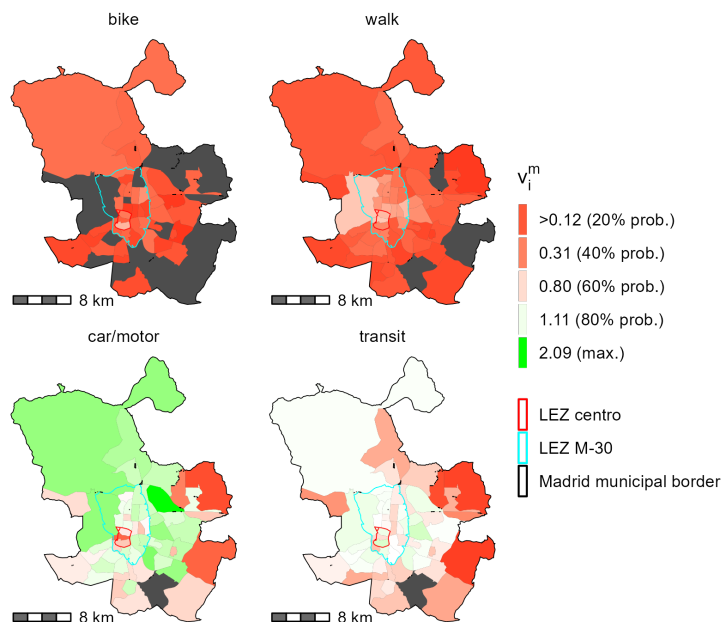 bike
walk
8 km
8 km
car/motor
transit
8 km
8 km
v_i^m
>0.12 (20% prob.)
0.31 (40% prob.)
0.80 (60% prob.)
1.11 (80% prob.)
2.09 (max.)
LEZ centro
LEZ M-30
Madrid municipal border